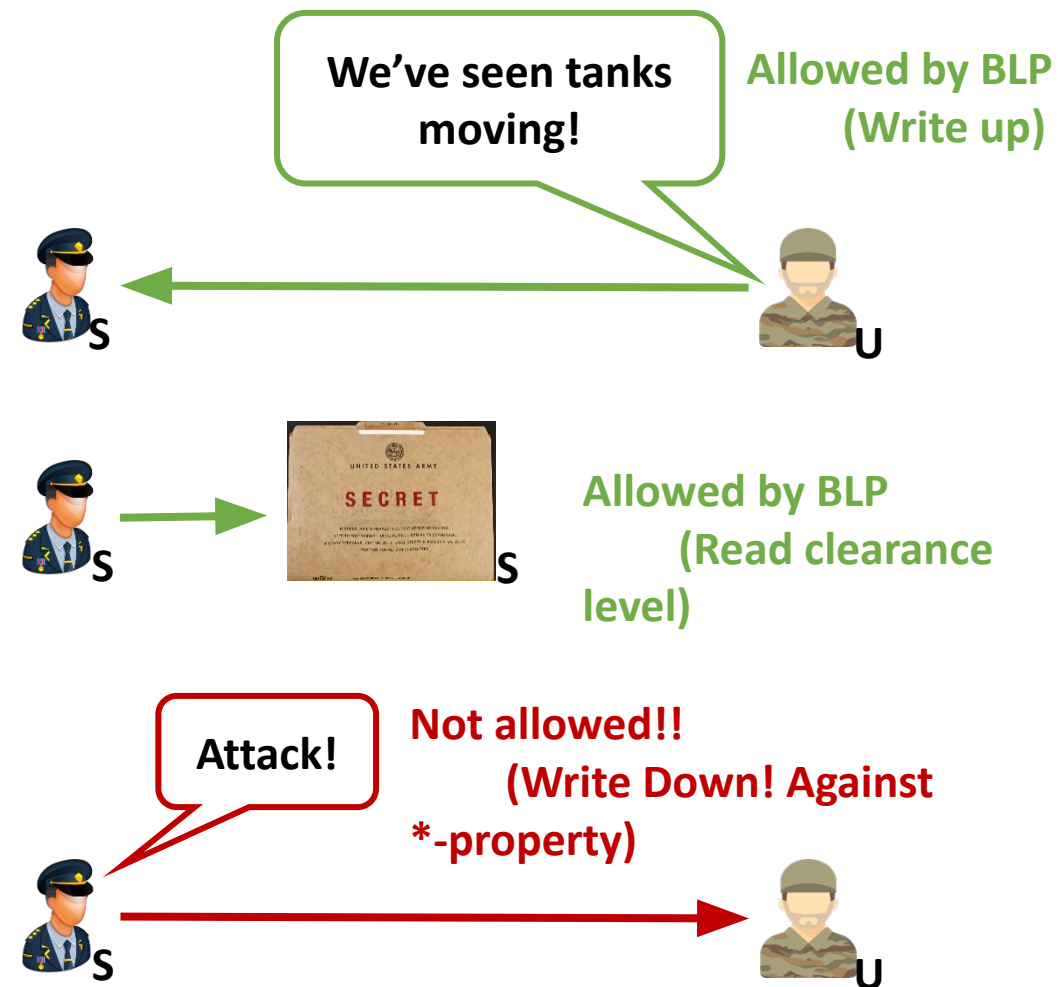 We've seen tanks
moving!
Allowed by BLP
(Write up)
S
U
UNITED STATES ARMY
SECRET
S
S
Allowed by BLP
(Read clearance
level)
Attack!
Not allowed!!
(Write Down! Against
*-property)
S
U